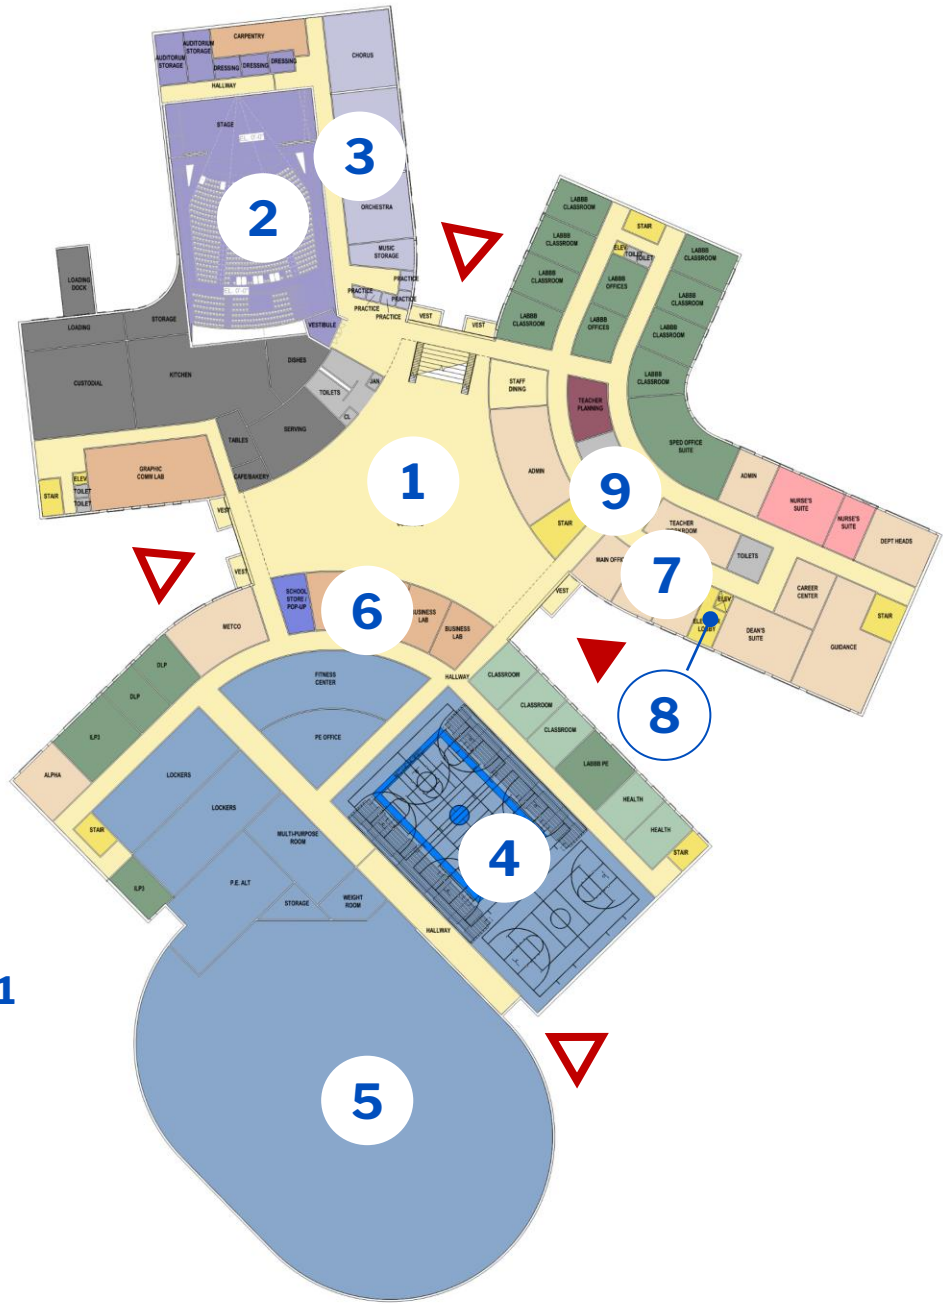 CARPENTRY
AUDITORIUM
STORAGE
AUDITORIUM
STORAGE
DRESSING
DRESSING
DRESSING
CHORUS
HALLWAY
STAGE
3
2
ORCHESTRA
MUSIC
STORAGE
PRACTICE
PRACTICE
PRACTICE
PRACTICE
VEST
VEST
VESTIBULE
LABBB
CLASSROOM
LABBB
CLASSROOM
LABBB
CLASSROOM
LABBB
CLASSROOM
STAIR
ELEV
TOILET
TOILET
LABBB
OFFICES
LABBB
OFFICES
LABBB
CLASSROOM
LABBB
CLASSROOM
LABBB
CLASSROOM
LABBB
CLASSROOM
LOADING
DOCK
LOADING
STORAGE
CUSTODIAL
KITCHEN
DISHES
TOILETS
JAN
CL
SERVING
TABLES
CAFE/BAKERY
GRAPHIC
COMM LAB
STAIR
ELEV
TOILET
TOILET
VEST
VEST
STAFF
DINING
TEACHER
PLANNING
SPED OFFICE
SUITE
ADMIN
1
9
STAIR
ADMIN
NURSE'S
SUITE
NURSE'S
SUITE
DEPT HEADS
TEACHER
TOILETS
MAIN
7
VEST
ELEV
CAREER
CENTER
STAIR
DEAN'S
SUITE
GUIDANCE
8
SCHOOL
STORE /
POP-UP
6
BUSINESS
LAB
BUSINESS
LAB
METCO
DLP
DLP
ILP3
ALPHA
STAIR
ILP3
FITNESS
CENTER
PE OFFICE
HALLWAY
CLASSROOM
CLASSROOM
CLASSROOM
LABBB PE
HEALTH
HEALTH
STAIR
LOCKERS
LOCKERS
MULTI-PURPOSE
ROOM
P.E. ALT
STORAGE
WEIGHT
ROOM
4
HALLWAY
1
5